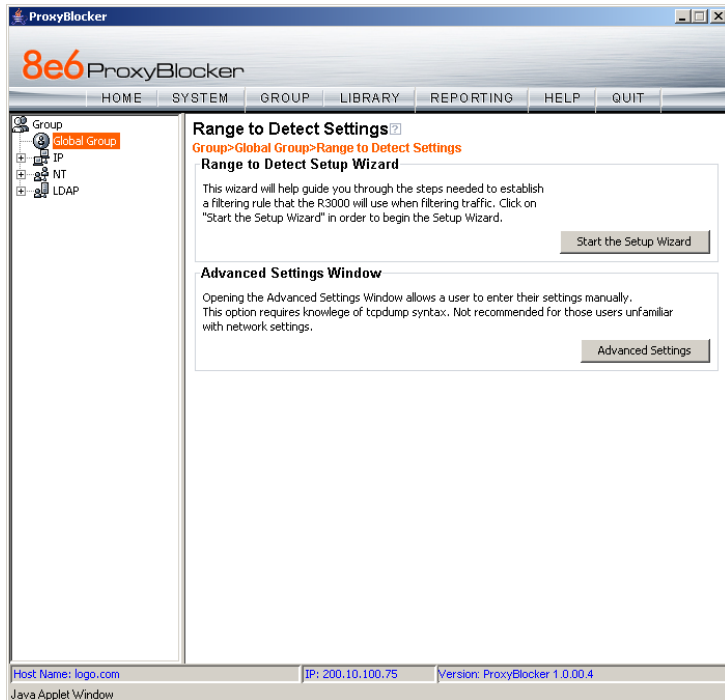 ProxyBlocker
8e6 ProxyBlocker
HOME SYSTEM GROUP LIBRARY REPORTING HELP QUIT
Group
Global Group
IP
NT
LDAP
Range to Detect Settings
Group>Global Group>Range to Detect Settings
Range to Detect Setup Wizard
This wizard will help guide you through the steps needed to establish
a filtering rule that the R3000 will use when filtering traffic. Click on
"Start the Setup Wizard" in order to begin the Setup Wizard.
Start the Setup Wizard
Advanced Settings Window
Opening the Advanced Settings Window allows a user to enter their settings manually.
This option requires knowlege of tcpdump syntax. Not recommended for those users unfamiliar
with network settings.
Advanced Settings
Host Name: logo.com IP: 200.10.100.75 Version: ProxyBlocker 1.0.00.4
Java Applet Window